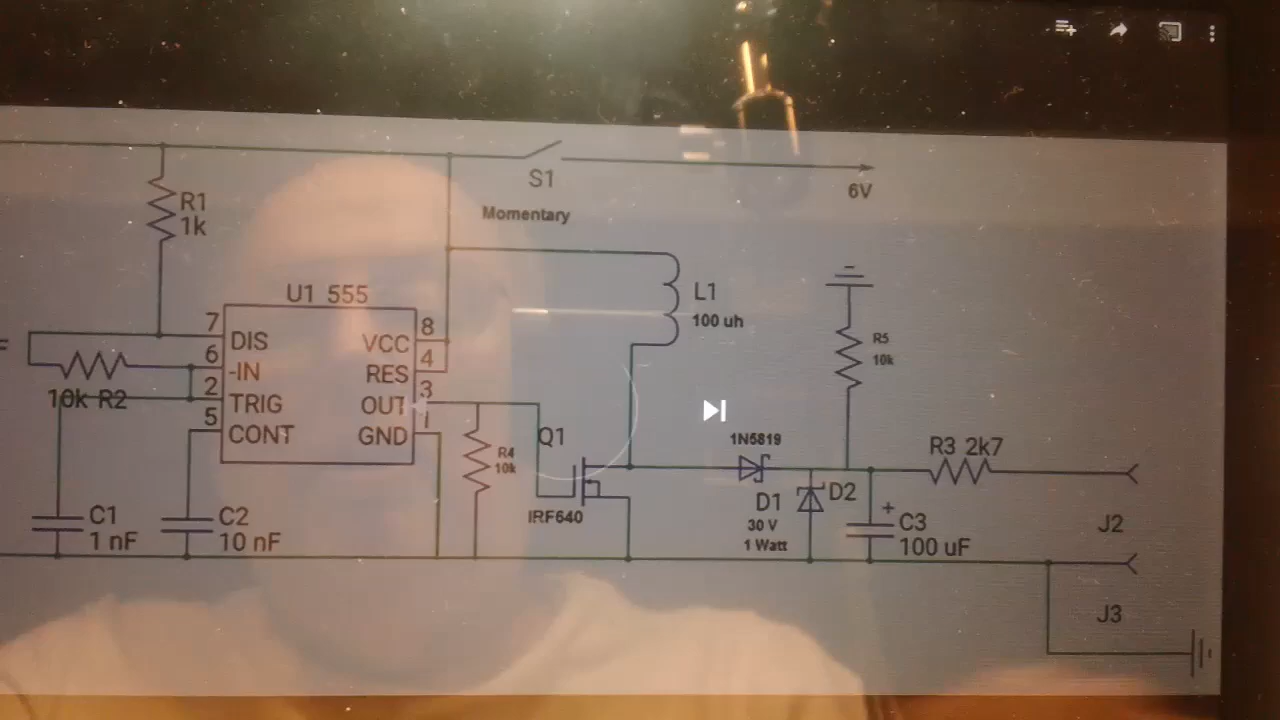 S1
6V
Momentary
R1
1k
U1 555
L1
100 uh
7
DIS
VCC
8
6
-IN
RES
4
2
TRIG
OUT
3
5
CONT
GND
1
10k R2
R5
10k
Q1
R4
10k
IRF640
1N5819
R3 2k7
D1
30 V
1 Watt
D2
+
C3
100 uF
C1
1 nF
C2
10 nF
J2
J3